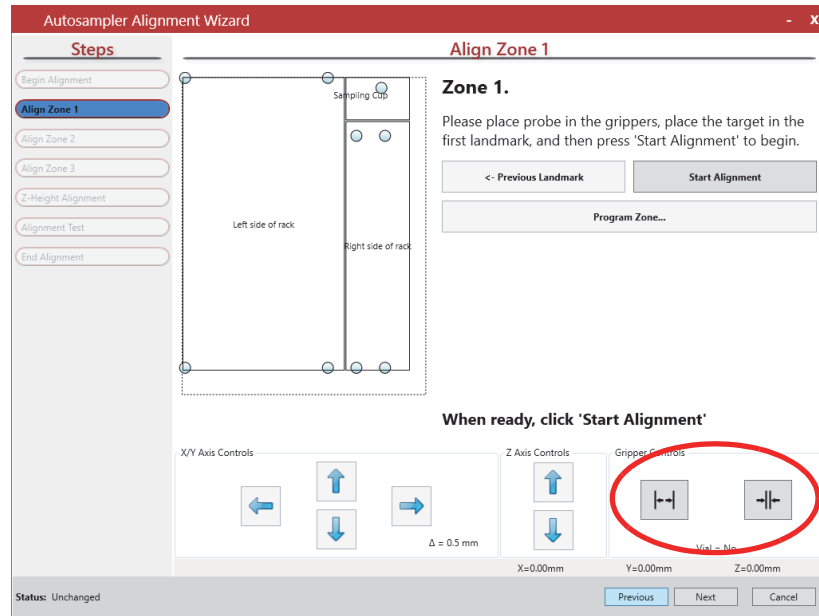 Autosampler Alignment Wizard
- X
Steps
Begin Alignment
Align Zone 1
Align Zone 2
Align Zone 3
Z-Height Alignment
Alignment Test
End Alignment
Align Zone 1
Sampling Cup
Left side of rack
Right side of rack
Zone 1.
Please place probe in the grippers, place the target in the
first landmark, and then press 'Start Alignment' to begin.
<- Previous Landmark
Start Alignment
Program Zone...
When ready, click 'Start Alignment'
X/Y Axis Controls
Δ = 0.5 mm
Z Axis Controls
Gripper Controls
Vial = No
X=0.00mm
Y=0.00mm
Z=0.00mm
Status: Unchanged
Previous
Next
Cancel